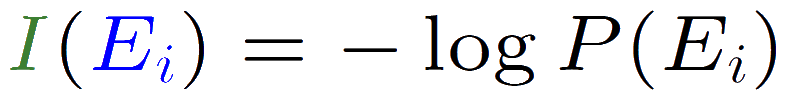 I(E_i) = − log P(E_i)